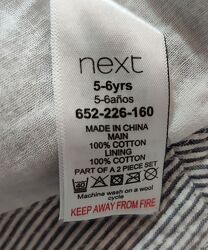 next
5-6yrs
5-6años
652-226-160
MADE IN CHINA
MAIN
100% COTTON
LINING
100% COTTON
PART OF A 2 PIECE SET
Machine wash on a wool
cycle
KEEP AWAY FROM FIRE